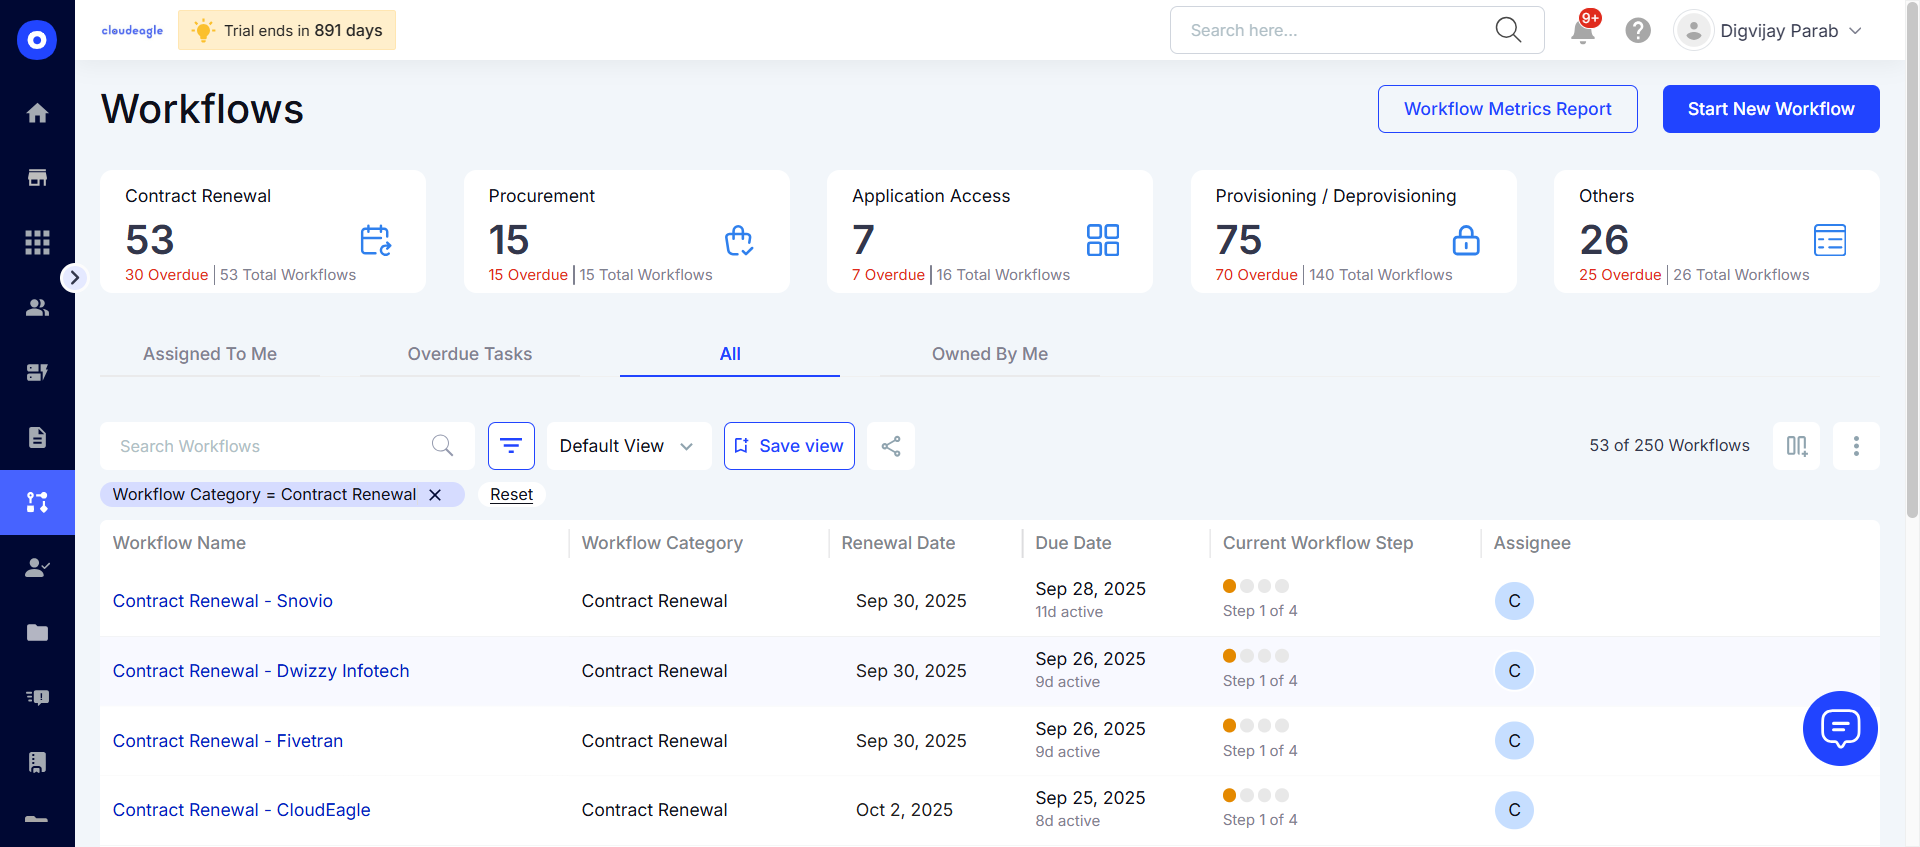 cloudeagle
Trial ends in 891 days
Search here...
9+
Digvijay Parab
Workflows
Workflow Metrics Report
Start New Workflow
Contract Renewal
53
30 Overdue | 53 Total Workflows
Procurement
15
15 Overdue | 15 Total Workflows
Application Access
7
7 Overdue | 16 Total Workflows
Provisioning / Deprovisioning
75
70 Overdue | 140 Total Workflows
Others
26
25 Overdue | 26 Total Workflows
Assigned To Me
Overdue Tasks
All
Owned By Me
Search Workflows
Default View
Save view
53 of 250 Workflows
Workflow Category = Contract Renewal
Reset
Workflow Name Workflow Category Renewal Date Due Date Current Workflow Step Assignee
Contract Renewal - Snovio Contract Renewal Sep 30, 2025 Sep 28, 2025 C
11d active Step 1 of 4
Contract Renewal - Dwizzy Infotech Contract Renewal Sep 30, 2025 Sep 26, 2025 C
9d active Step 1 of 4
Contract Renewal - Fivetran Contract Renewal Sep 30, 2025 Sep 26, 2025 C
9d active Step 1 of 4
Contract Renewal - CloudEagle Contract Renewal Oct 2, 2025 Sep 25, 2025 C
8d active Step 1 of 4